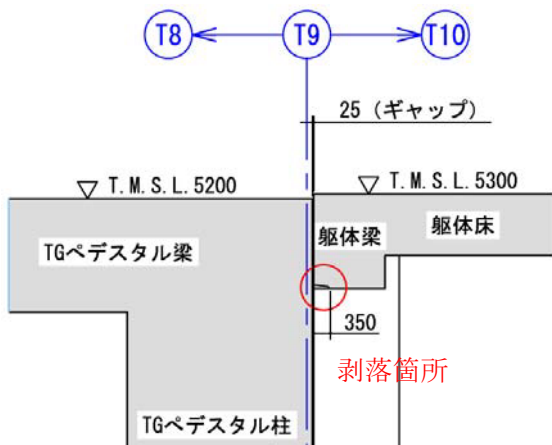 T8
T9
T10
25 (ギャップ)
T.M.S.L.5200
T.M.S.L.5300
TGペデスタル梁
躯体梁
躯体床
350
剥落箇所
TGペデスタル柱